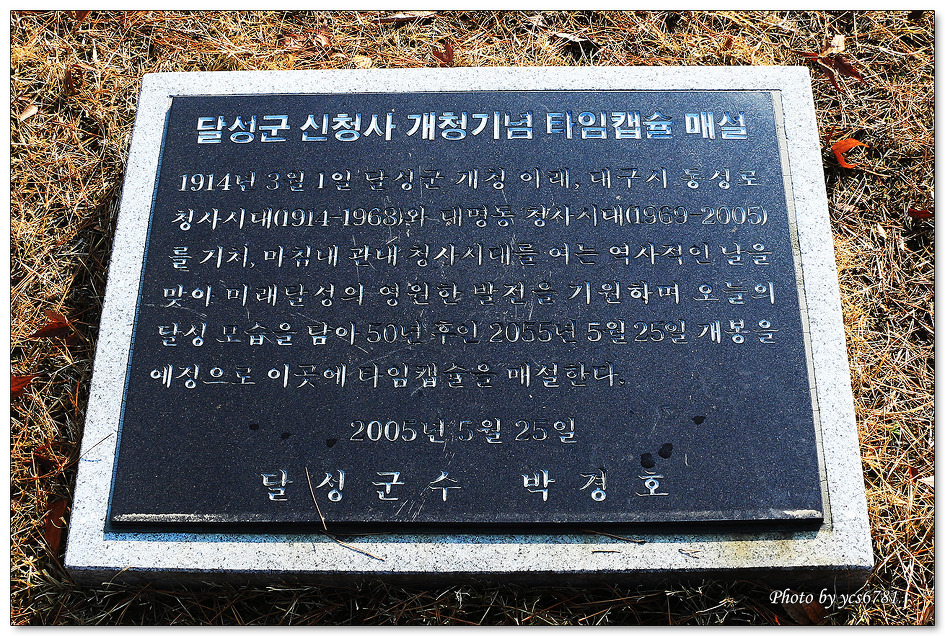 달성군 신청사 개청기념 타임캡슐 매설
1914년 3월 1일 달성군 개청 이래, 대구시 동성로
청사시대(1914-1968)와 대명동 청사시대(1969-2005)
를 거치, 마침내 관내 청사시대를 여는 역사적인 날을
맞아 미래달성의 영원한 발전을 기원하며 오늘의
달성 모습을 담아 50년 후인 2055년 5월 25일 개봉을
예정으로 이곳에 타임캡슐을 매설한다.
2005년 5월 25일
달성군수 박경호
Photo by ycs6781